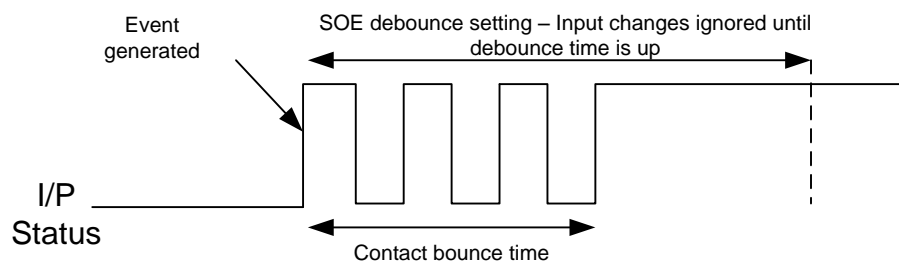 Event
generated
SOE debounce setting – Input changes ignored until
debounce time is up
I/P
Status
Contact bounce time